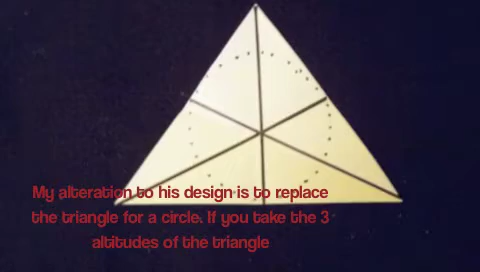 My alteration to his design is to replace
the triangle for a circle. If you take the 3
altitudes of the triangle